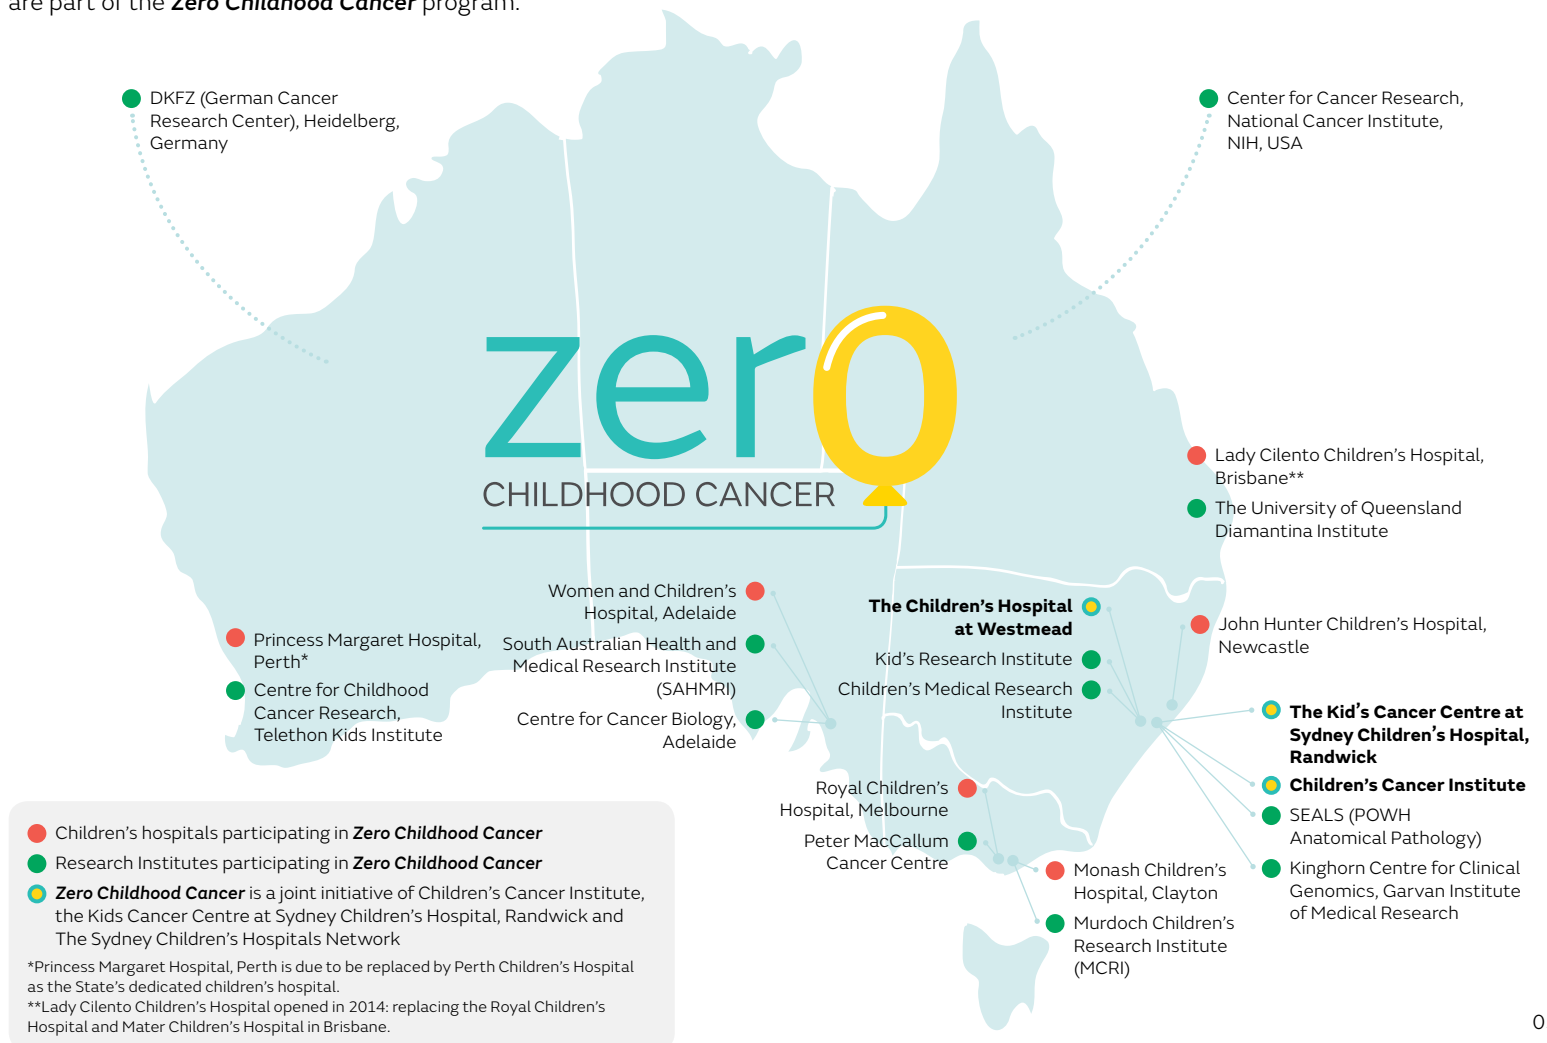 are part of the Zero Childhood Cancer program.
DKFZ (German Cancer
Research Center), Heidelberg,
Germany
Center for Cancer Research,
National Cancer Institute,
NIH, USA
zero
CHILDHOOD CANCER
Lady Cilento Children’s Hospital,
Brisbane**
The University of Queensland
Diamantina Institute
Women and Children’s
Hospital, Adelaide
South Australian Health and
Medical Research Institute
(SAHMRI)
Centre for Cancer Biology,
Adelaide
The Children’s Hospital
at Westmead
Kid’s Research Institute
Children’s Medical Research
Institute
John Hunter Children’s Hospital,
Newcastle
Princess Margaret Hospital,
Perth*
Centre for Childhood
Cancer Research,
Telethon Kids Institute
The Kid’s Cancer Centre at
Sydney Children’s Hospital,
Randwick
Children’s Cancer Institute
SEALS (POWH
Anatomical Pathology)
Kinghorn Centre for Clinical
Genomics, Garvan Institute
of Medical Research
Royal Children’s
Hospital, Melbourne
Peter MacCallum
Cancer Centre
Monash Children’s
Hospital, Clayton
Murdoch Children’s
Research Institute
(MCRI)
Children’s hospitals participating in Zero Childhood Cancer
Research Institutes participating in Zero Childhood Cancer
Zero Childhood Cancer is a joint initiative of Children’s Cancer Institute,
the Kids Cancer Centre at Sydney Children’s Hospital, Randwick and
The Sydney Children’s Hospitals Network
*Princess Margaret Hospital, Perth is due to be replaced by Perth Children’s Hospital
as the State’s dedicated children’s hospital.
**Lady Cilento Children’s Hospital opened in 2014: replacing the Royal Children’s
Hospital and Mater Children’s Hospital in Brisbane.
0